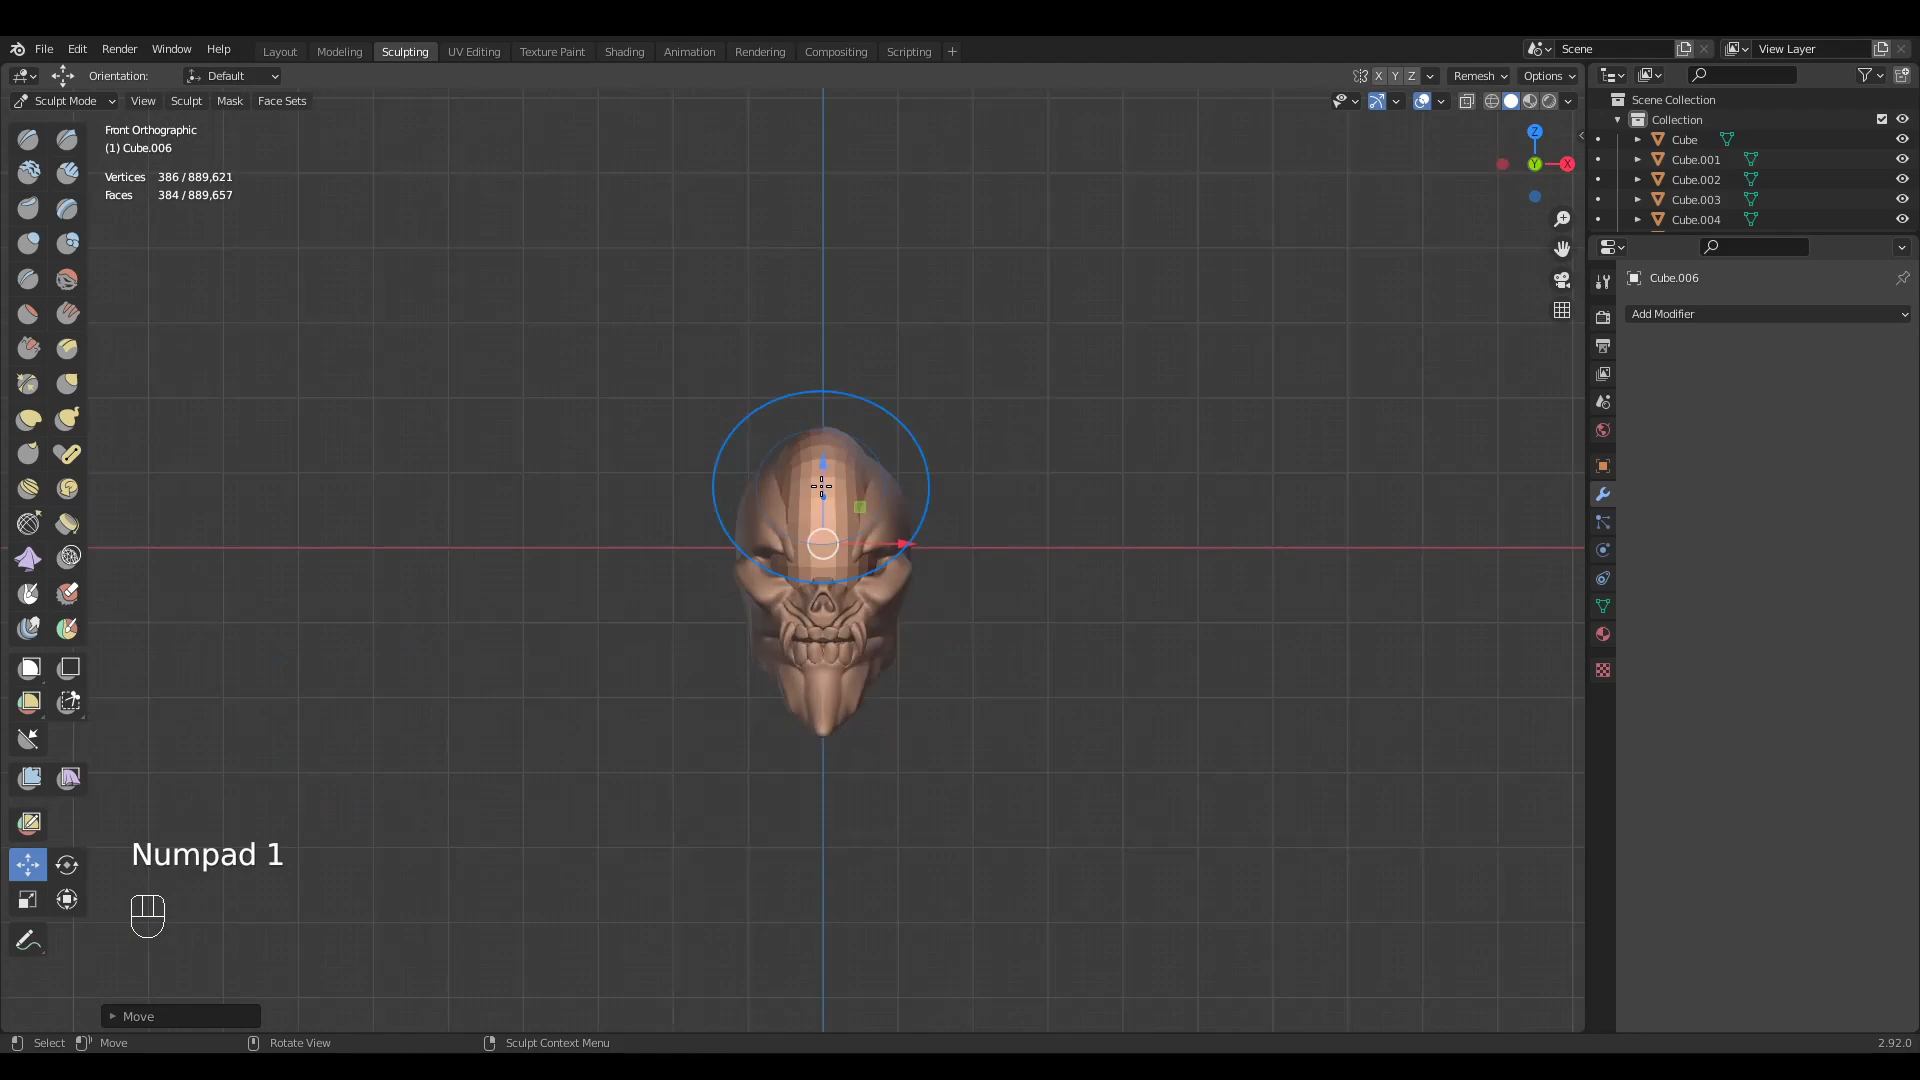 File Edit Render Window Help Layout Modeling Sculpting UV Editing Texture Paint Shading Animation Rendering Compositing Scripting + Scene View Layer
Orientation: Default X Y Z Remesh Options
Sculpt Mode View Sculpt Mask Face Sets
Scene Collection
Collection
Cube
Cube.001
Cube.002
Cube.003
Cube.004
Front Orthographic
(1) Cube.006
Vertices 386 / 889,621
Faces 384 / 889,657
Z
Y
X
Cube.006
Add Modifier
Numpad 1
Move
Select Move Rotate View Sculpt Context Menu 2.92.0